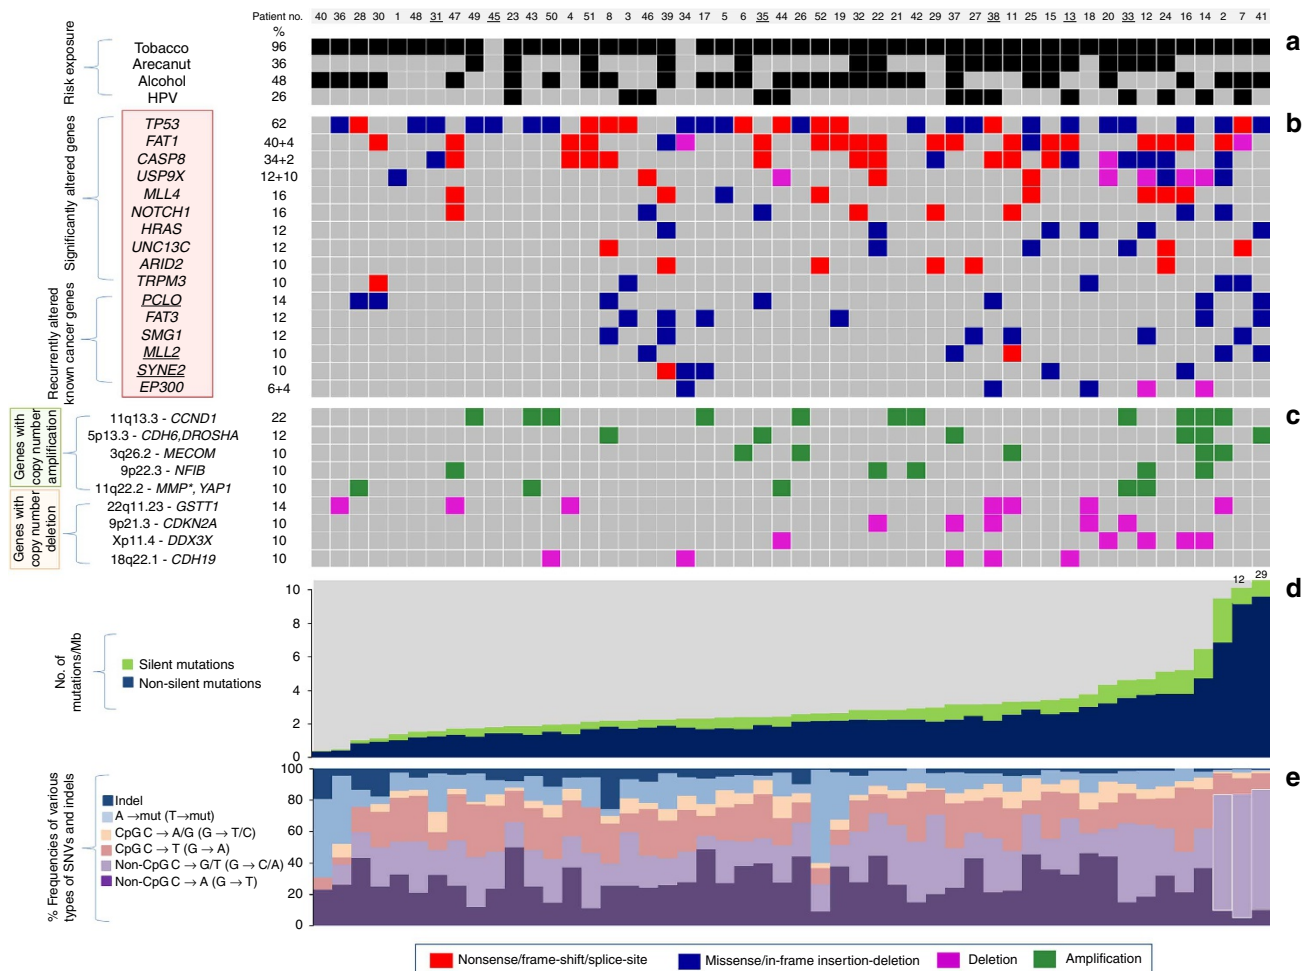 Patient no. 40 36 28 30 1 48 31 47 49 45 23 50 4 51 8 3 46 39 34 17 5 6 35 44 26 52 19 32 22 21 42 29 37 27 38 11 25 15 13 18 20 33 12 24 16 14 2 7 41
%
a
Risk exposure
Tobacco 96
Arecanut 36
Alcohol 48
HPV 26
b
Significantly altered genes
TP53 62
FAT1 40+4
CASP8 34+2
USP9X 12+10
MLL4 16
NOTCH1 16
HRAS 12
UNC13C 12
ARID2 10
TRPM3 10
Recurrently altered
known cancer genes
PCLO 14
FAT3 12
SMG1 12
MLL2 10
SYNE2 10
EP300 6+4
c
Genes with
copy number
amplification
11q13.3 - CCND1 22
5p13.3 - CDH6,DROSHA 12
3q26.2 - MECOM 10
9p22.3 - NFIB 10
11q22.2 - MMP*, YAP1 10
Genes with
copy number
deletion
22q11.23 - GSTT1 14
9p21.3 - CDKN2A 10
Xp11.4 - DDX3X 10
18q22.1 - CDH19 10
d
No. of
mutations/Mb
Silent mutations
Non-silent mutations
10
8
6
4
2
0
12
29
e
% Frequencies of various
types of SNVs and indels
Indel
A → mut (T→mut)
CpG C → A/G (G → T/C)
CpG C → T (G → A)
Non-CpG C → G/T (G → C/A)
Non-CpG C → A (G → T)
100
80
60
40
20
0
Nonsense/frame-shift/splice-site
Missense/in-frame insertion-deletion
Deletion
Amplification